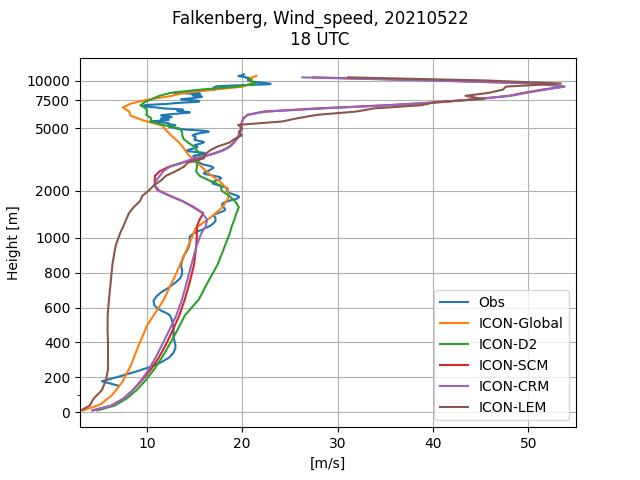 Falkenberg, Wind_speed, 20210522
18 UTC
10000
7500
5000
2000
1000
800
600
400
200
0
Height [m]
10 20 30 40 50
[m/s]
Obs
ICON-Global
ICON-D2
ICON-SCM
ICON-CRM
ICON-LEM